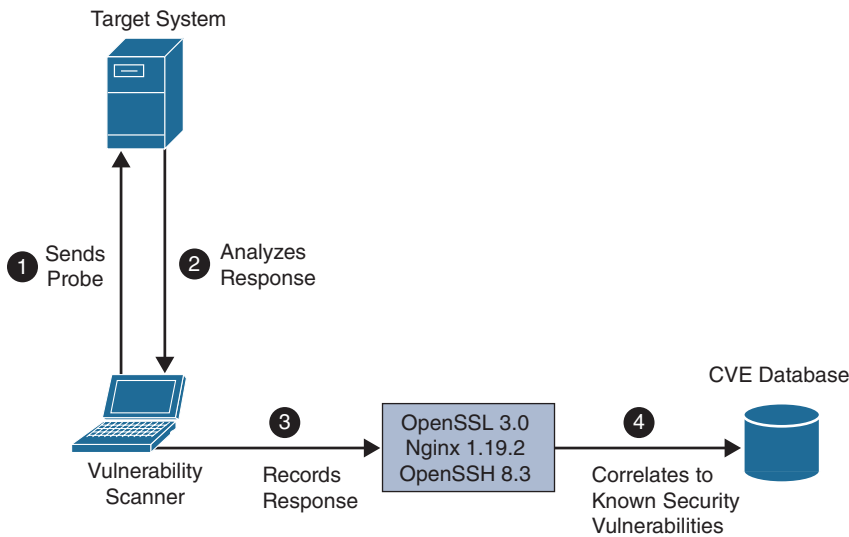 Target System
1 Sends
Probe
2 Analyzes
Response
CVE Database
3
OpenSSL 3.0
Nginx 1.19.2
OpenSSH 8.3
4
Vulnerability
Scanner
Records
Response
Correlates to
Known Security
Vulnerabilities